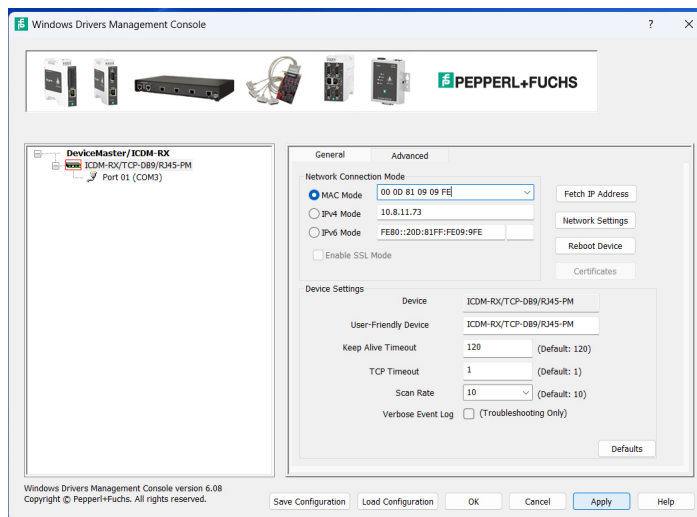 Windows Drivers Management Console
? X
PEPPERL+FUCHS
DeviceMaster/ICDM-RX
ICDM-RX/TCP-DB9/RJ45-PM
Port 01 (COM3)
General Advanced
Network Connection Mode
MAC Mode 00 0D 81 09 09 FE
Fetch IP Address
IPv4 Mode 10.8.11.73
Network Settings
IPv6 Mode FE80::20D:81FF:FE09:9FE
Reboot Device
Enable SSL Mode
Certificates
Device Settings
Device ICDM-RX/TCP-DB9/RJ45-PM
User-Friendly Device ICDM-RX/TCP-DB9/RJ45-PM
Keep Alive Timeout 120 (Default: 120)
TCP Timeout 1 (Default: 1)
Scan Rate 10 (Default: 10)
Verbose Event Log (Troubleshooting Only)
Defaults
Windows Drivers Management Console version 6.08
Copyright © Pepperl+Fuchs. All rights reserved.
Save Configuration Load Configuration OK Cancel Apply Help